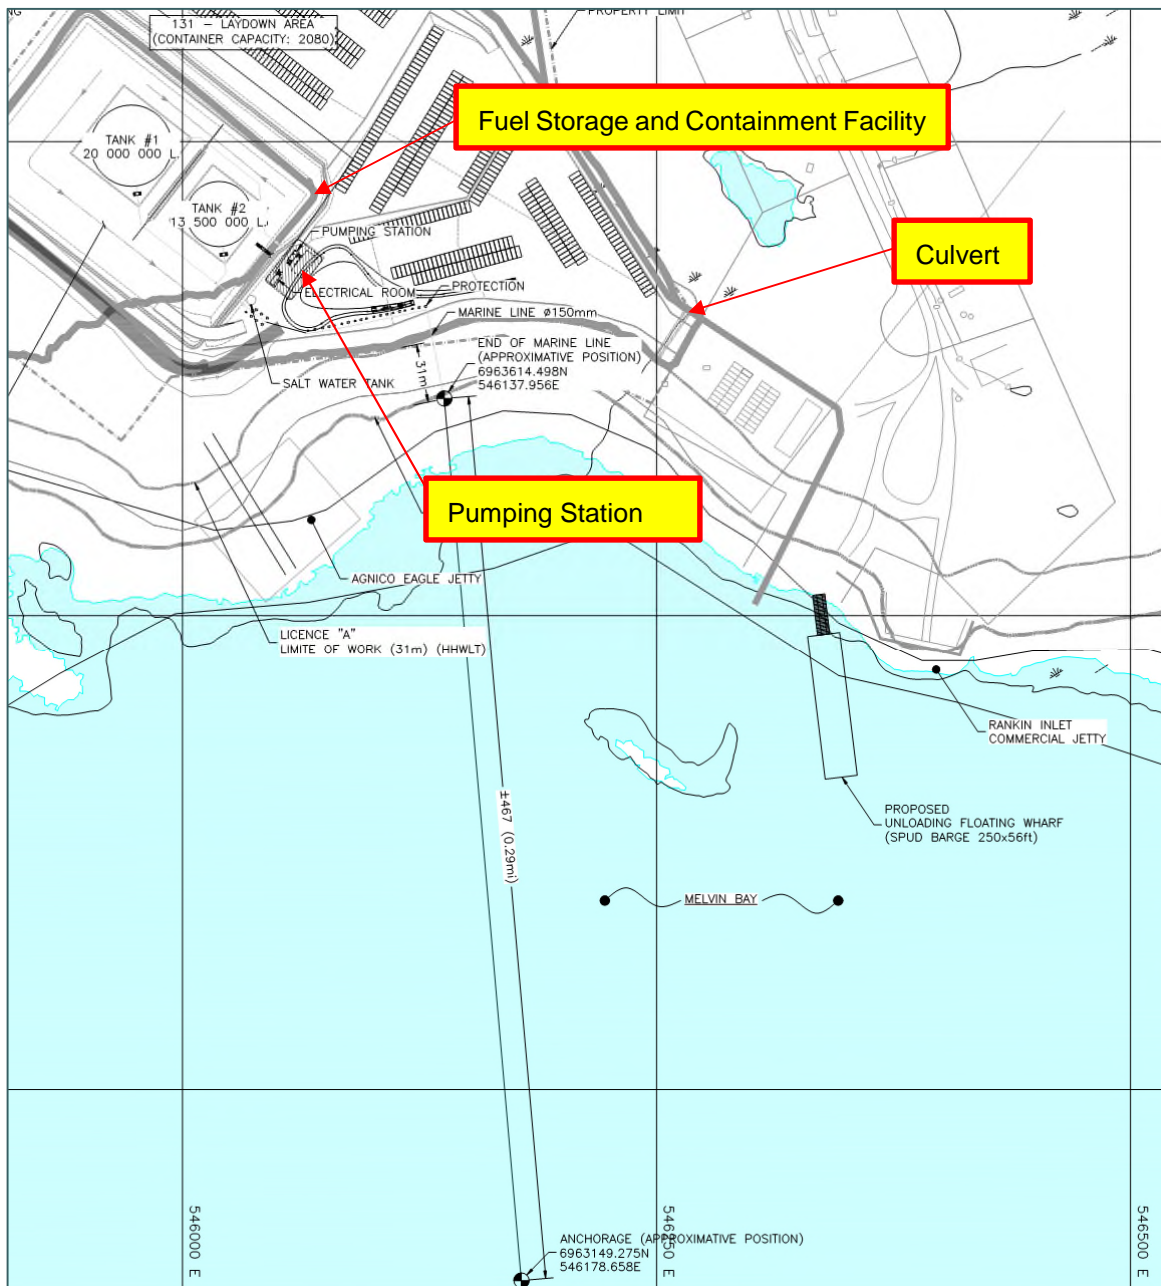 NG
131 – LAYDOWN AREA
(CONTAINER CAPACITY: 2080)
PROPERTY LIMIT
Fuel Storage and Containment Facility
TANK #1
20 000 000 L.
TANK #2
13 500 000 L.
PUMPING STATION
Culvert
ELECTRICAL ROOM
PROTECTION
MARINE LINE ø150mm
END OF MARINE LINE
(APPROXIMATIVE POSITION)
6963614.498N
546137.956E
31m
SALT WATER TANK
Pumping Station
AGNICO EAGLE JETTY
LICENCE "A"
LIMITE OF WORK (31m) (HHWLT)
RANKIN INLET
COMMERCIAL JETTY
PROPOSED
UNLOADING FLOATING WHARF
(SPUD BARGE 250x56ft)
±467 (0.29mi)
MELVIN BAY
546000 E
546250 E
546500 E
ANCHORAGE (APPROXIMATIVE POSITION)
6963149.275N
546178.658E